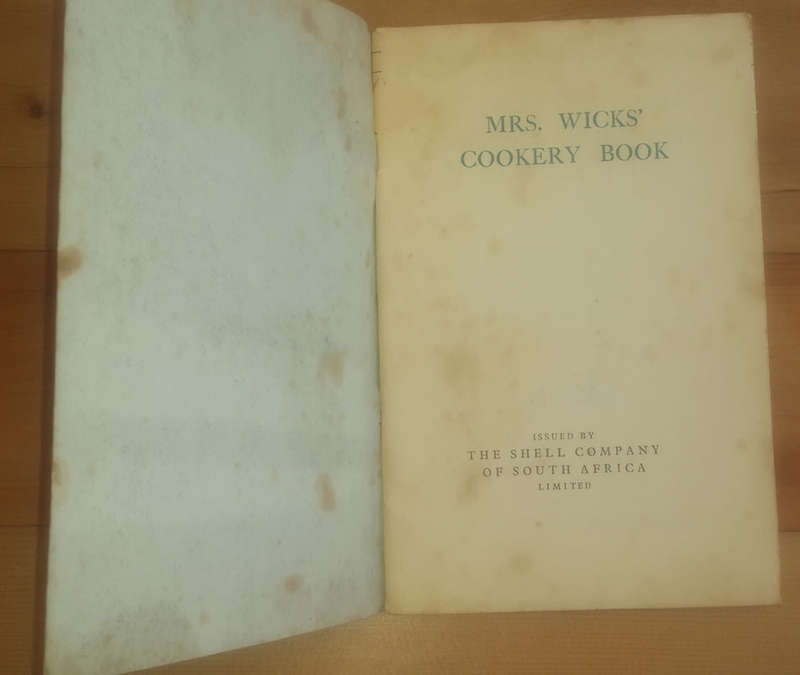 MRS. WICKS'
COOKERY BOOK
ISSUED BY
THE SHELL COMPANY
OF SOUTH AFRICA
LIMITED